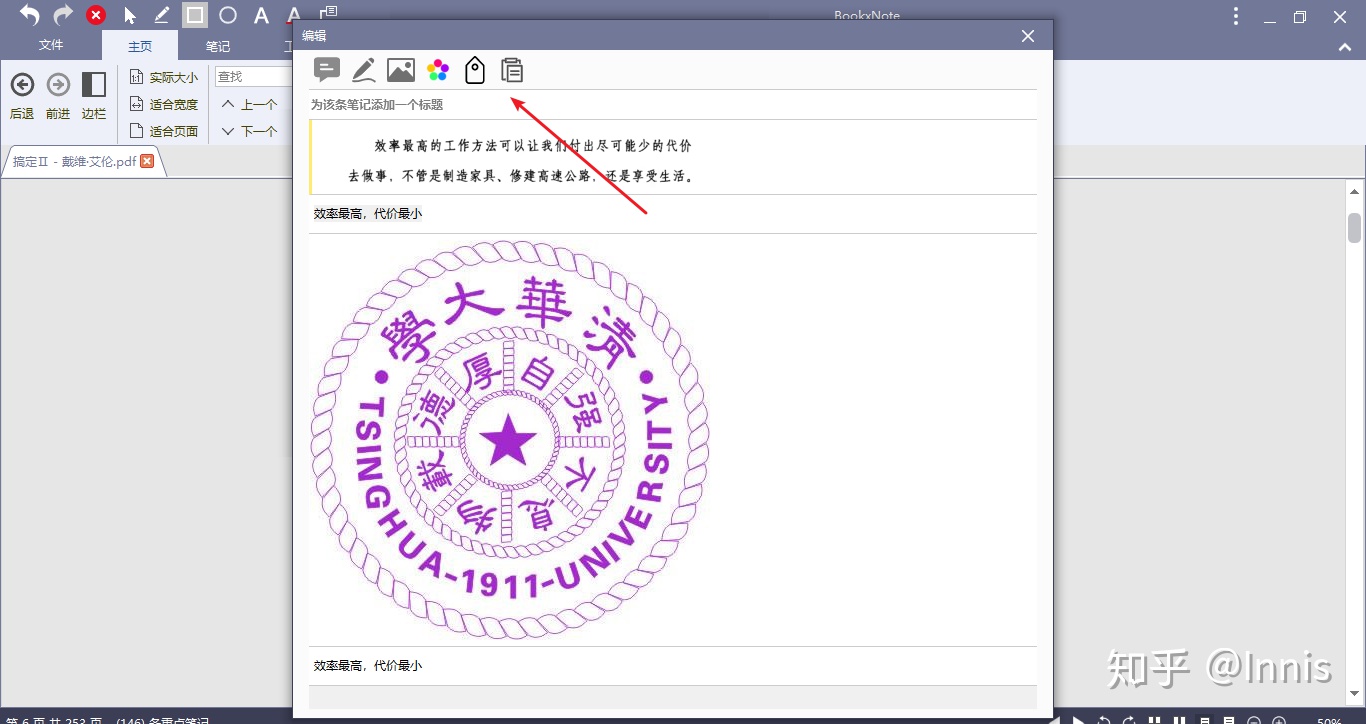 BookxNote
文件
主页
笔记
后退
前进
边栏
实际大小
适合宽度
适合页面
查找
上一个
下一个
搞定II - 戴维·艾伦.pdf
编辑
为该条笔记添加一个标题
效率最高的工作方法可以让我们付出尽可能少的代价
去做事,不管是制造家具、修建高速公路,还是享受生活。
效率最高,代价最小
清華大學
自强不息
厚德載物
TSINGHUA-1911-UNIVERSITY
效率最高,代价最小
知乎 @Innis
第 6 页 共 253 页 (146) 条重点笔记
50%